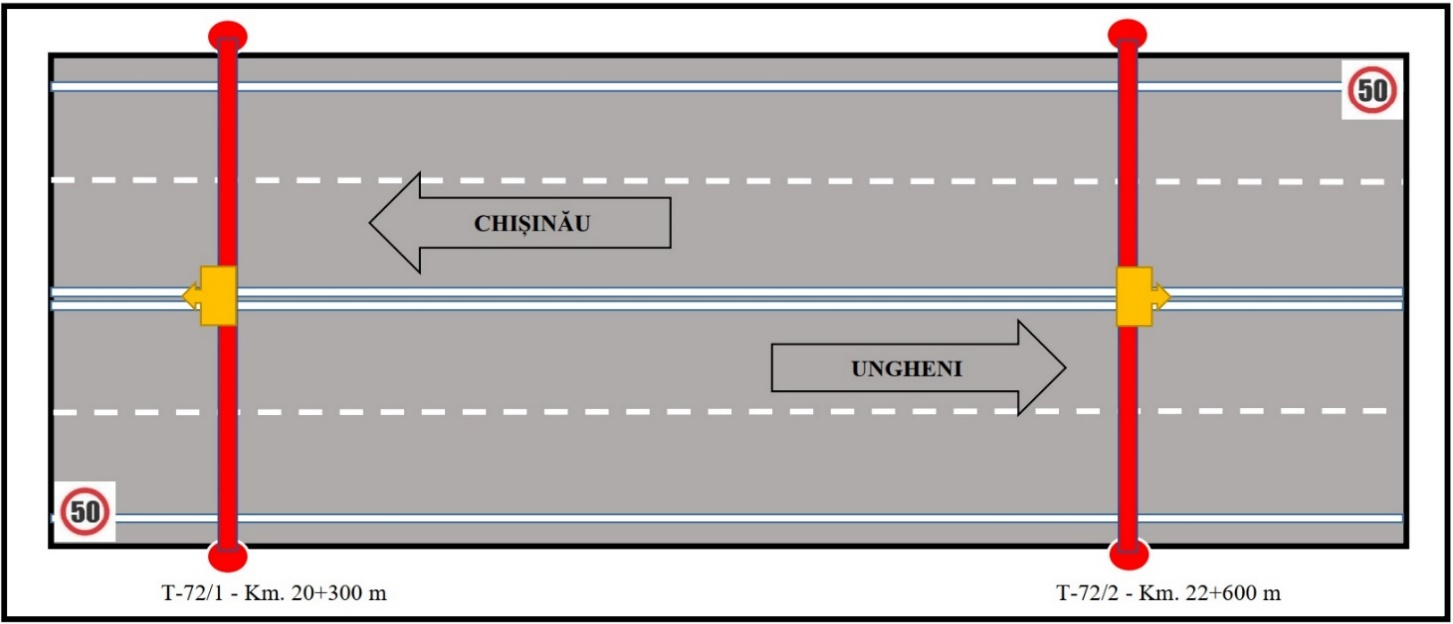 50
CHIȘINĂU
UNGHENI
50
T-72/1 - Km. 20+300 m
T-72/2 - Km. 22+600 m